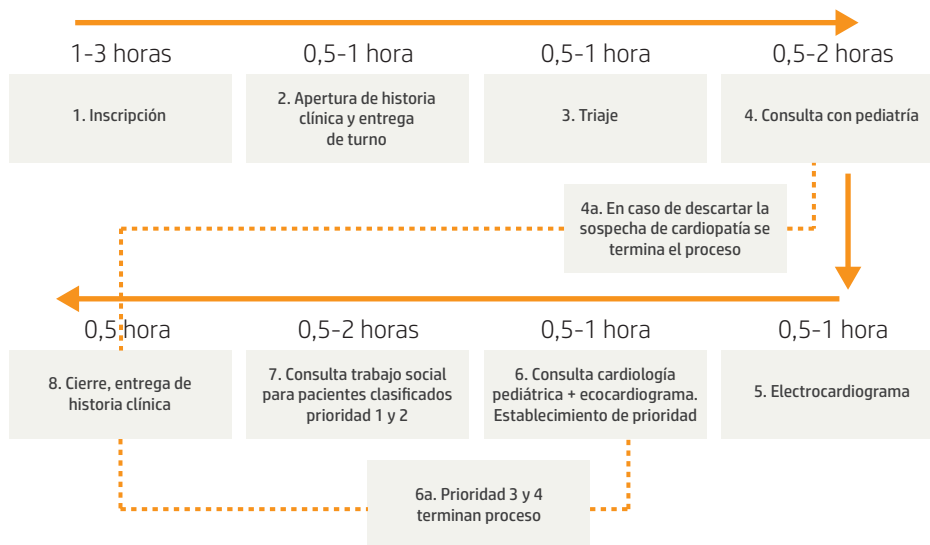 1-3 horas
0,5-1 hora
0,5-1 hora
0,5-2 horas
1. Inscripción
2. Apertura de historia
clínica y entrega
de turno
3. Triaje
4. Consulta con pediatría
4a. En caso de descartar la
sospecha de cardiopatía se
termina el proceso
0,5 hora
0,5-2 horas
0,5-1 hora
0,5-1 hora
8. Cierre, entrega de
historia clínica
7. Consulta trabajo social
para pacientes clasificados
prioridad 1 y 2
6. Consulta cardiología
pediátrica + ecocardiograma.
Establecimiento de prioridad
5. Electrocardiograma
6a. Prioridad 3 y 4
terminan proceso